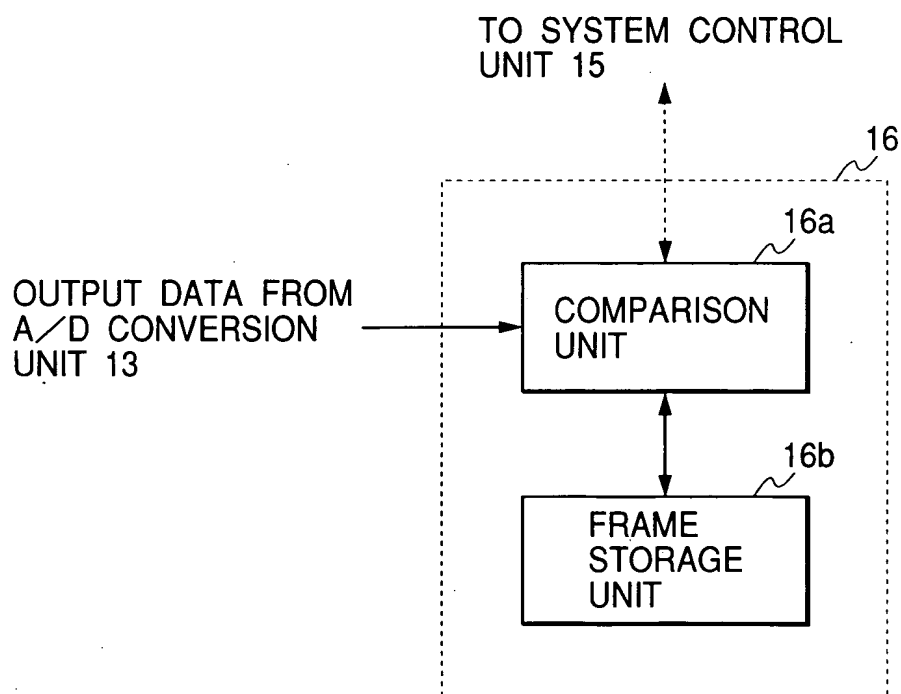 TO SYSTEM CONTROL
UNIT 15
16
16a
OUTPUT DATA FROM
A/D CONVERSION
UNIT 13
COMPARISON
UNIT
16b
FRAME
STORAGE
UNIT